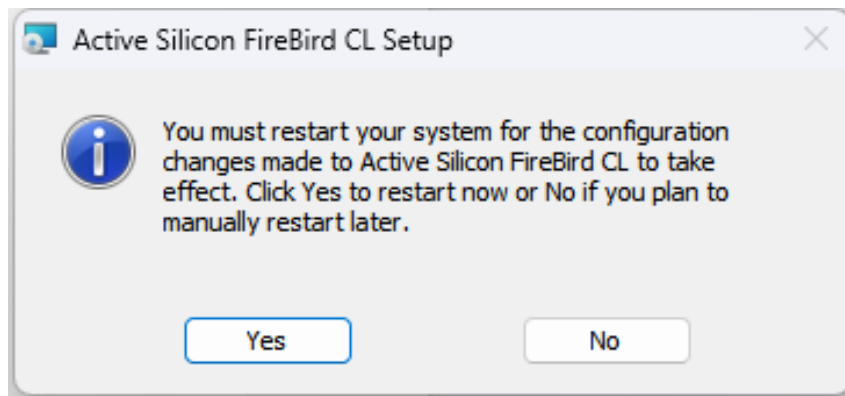 Active Silicon FireBird CL Setup
You must restart your system for the configuration
changes made to Active Silicon FireBird CL to take
effect. Click Yes to restart now or No if you plan to
manually restart later.
Yes
No